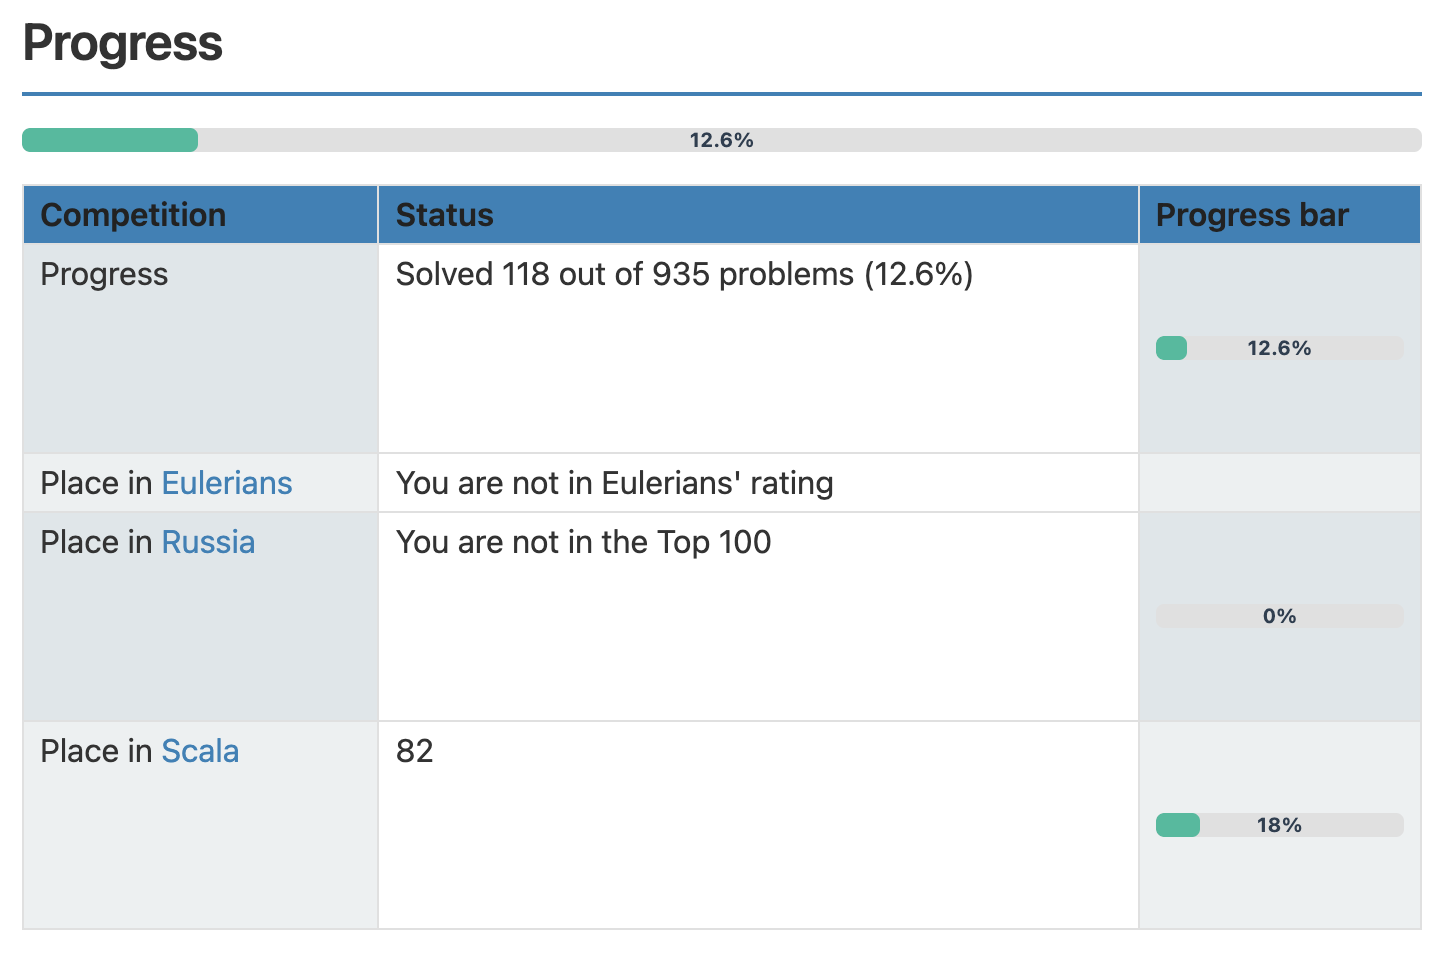 Progress
12.6%
Competition Status Progress bar
Progress Solved 118 out of 935 problems (12.6%) 12.6%
Place in Eulerians You are not in Eulerians' rating
Place in Russia You are not in the Top 100 0%
Place in Scala 82 18%